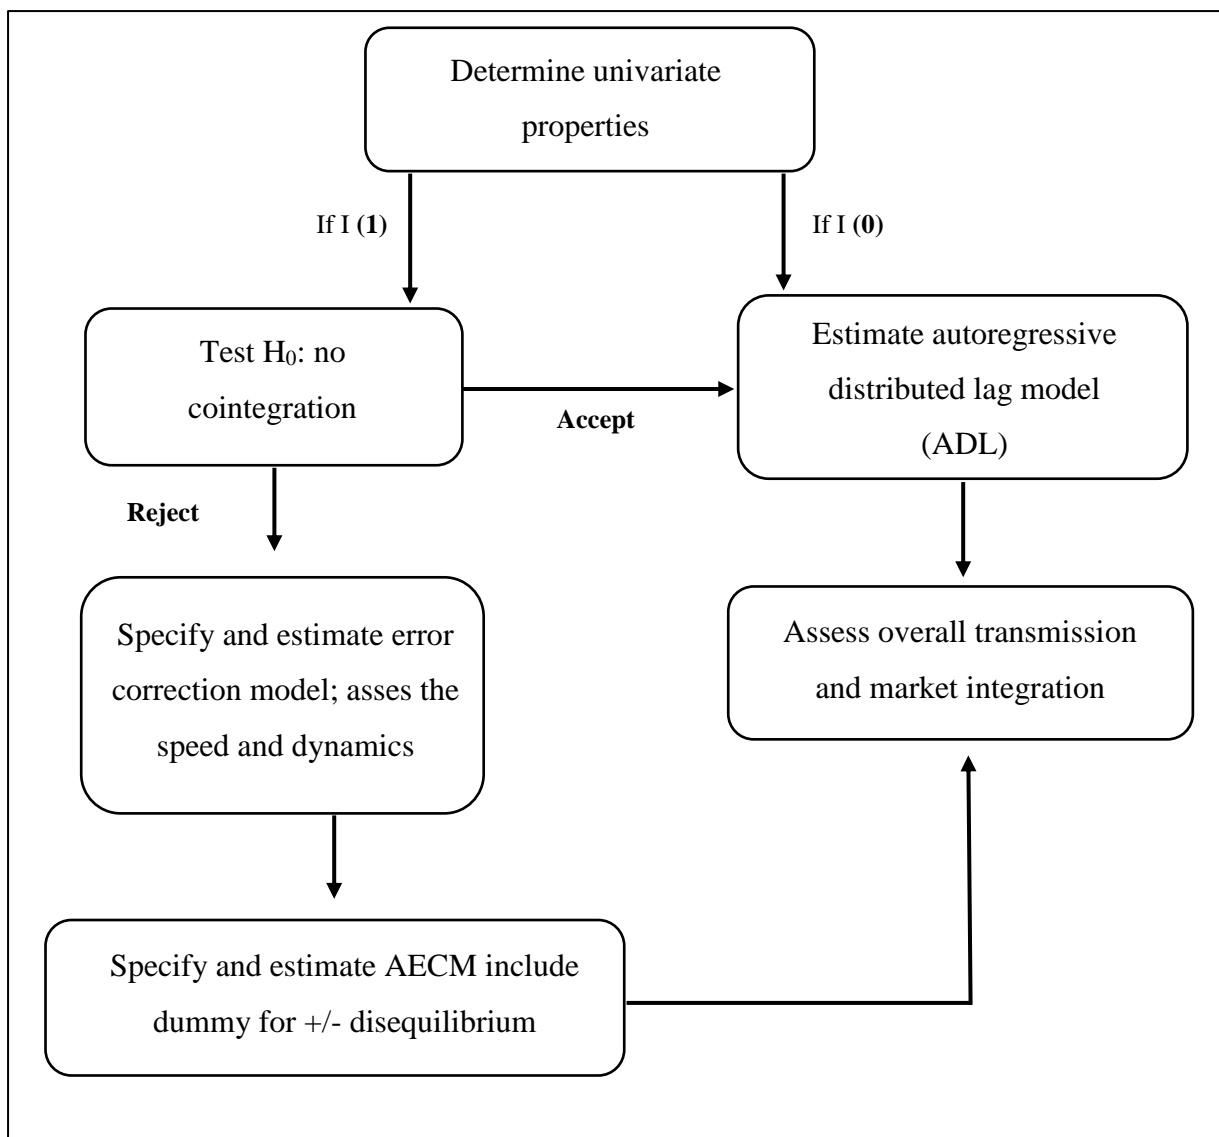 Determine univariate
properties
If I (1)
If I (0)
Test H₀: no
cointegration
Accept
Estimate autoregressive
distributed lag model
(ADL)
Reject
Specify and estimate error
correction model; asses the
speed and dynamics
Assess overall transmission
and market integration
Specify and estimate AECM include
dummy for +/- disequilibrium